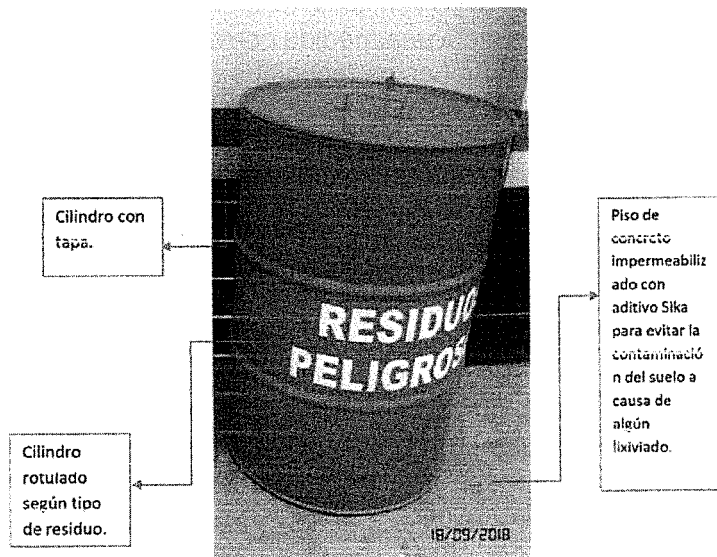 Cilindro con
tapa.
RESIDUO
PELIGROS
Piso de
concreto
impermeabiliz
ado con
aditivo Sika
para evitar la
contaminació
n del suelo a
causa de
algún
lixiviado.
Cilindro
rotulado
según tipo
de residuo.
18/09/2018